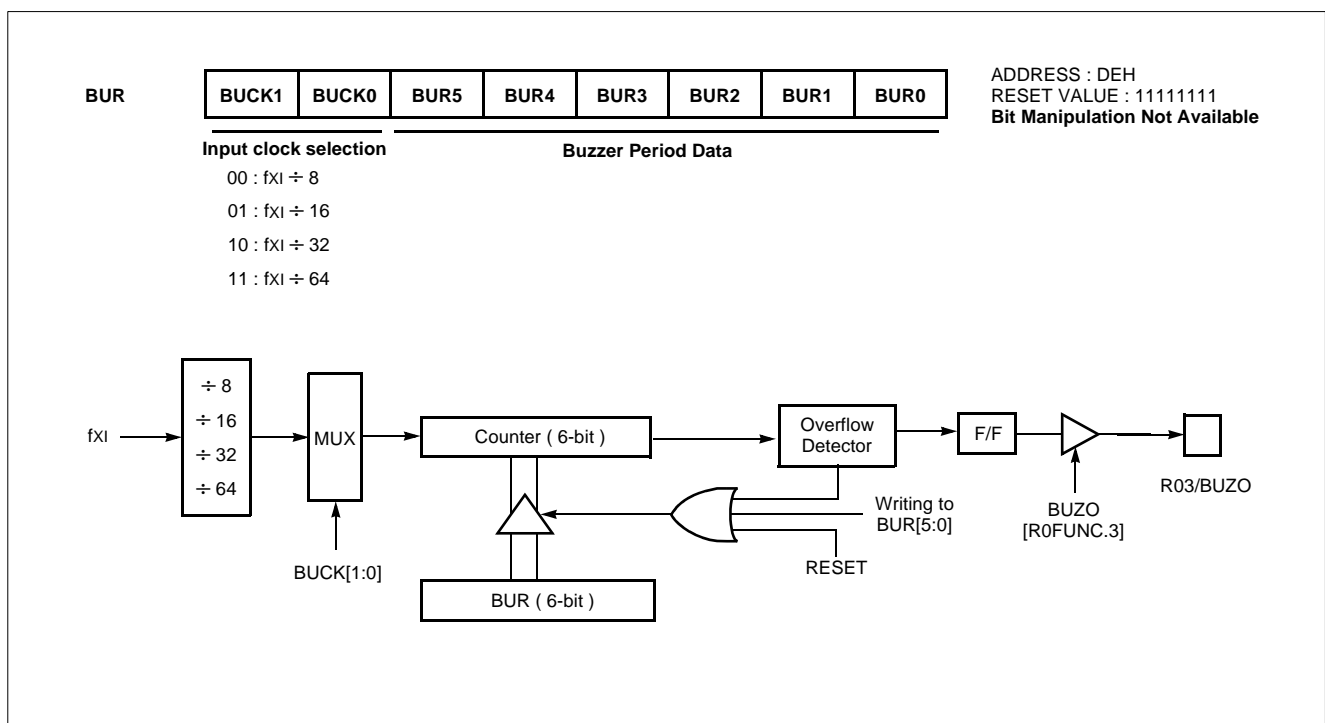 BUR
BUCK1 BUCK0 BUR5 BUR4 BUR3 BUR2 BUR1 BUR0
ADDRESS : DEH
RESET VALUE : 11111111
Bit Manipulation Not Available
Input clock selection
Buzzer Period Data
00 : fXI ÷ 8
01 : fXI ÷ 16
10 : fXI ÷ 32
11 : fXI ÷ 64
fXI
÷ 8
÷ 16
÷ 32
÷ 64
MUX
BUCK[1:0]
Counter ( 6-bit )
BUR ( 6-bit )
Overflow
Detector
Writing to
BUR[5:0]
RESET
F/F
BUZO
[R0FUNC.3]
R03/BUZO